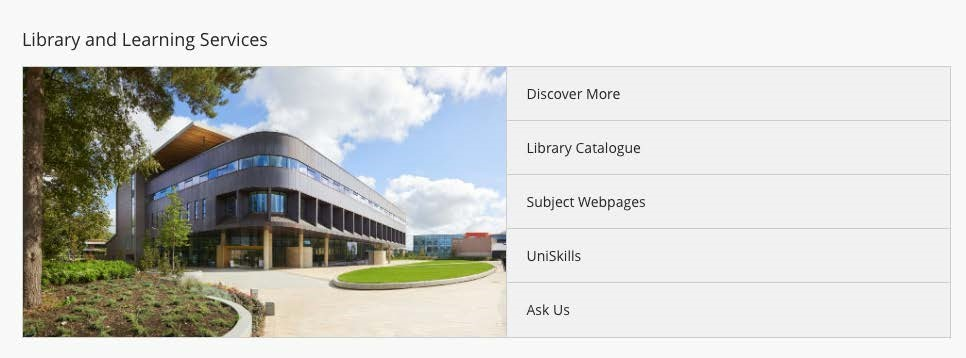 Library and Learning Services
Discover More
Library Catalogue
Subject Webpages
UniSkills
Ask Us